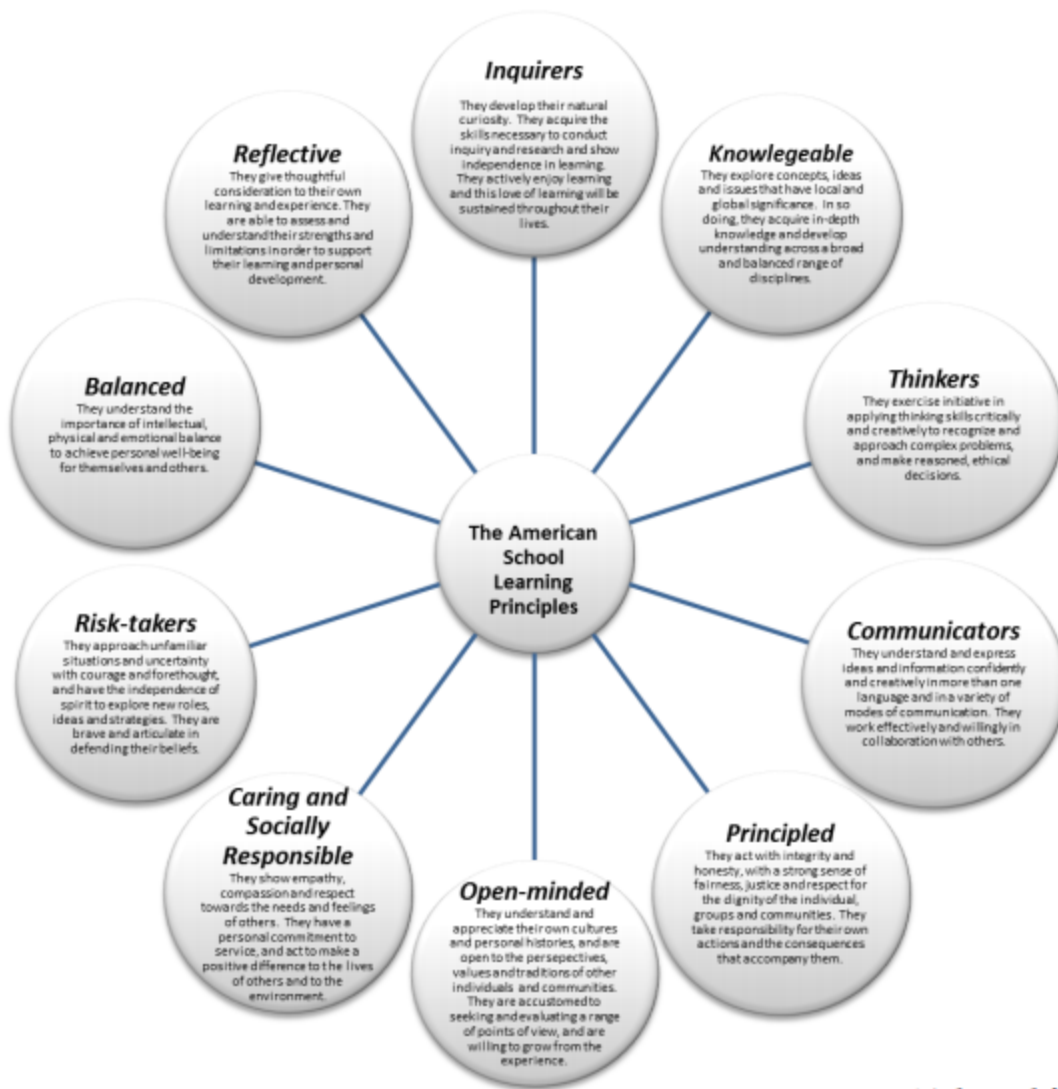 Inquirers
They develop their natural
curiosity. They acquire the
skills necessary to conduct
inquiry and research and show
independence in learning.
They actively enjoy learning
and this love of learning will be
sustained throughout their
lives.
Knowlegeable
They explore concepts, ideas
and issues that have local and
global significance. In so
doing, they acquire in-depth
knowledge and develop
understanding across a broad
and balanced range of
disciplines.
Thinkers
They exercise initiative in
applying thinking skills critically
and creatively to recognize and
approach complex problems,
and make reasoned, ethical
decisions.
Communicators
They understand and express
ideas and information confidently
and creatively in more than one
language and in a variety of
modes of communication. They
work effectively and willingly in
collaboration with others.
Principled
They act with integrity and
honesty, with a strong sense of
fairness, justice and respect for
the dignity of the individual,
groups and communities. They
take responsibility for their own
actions and the consequences
that accompany them.
Open-minded
They understand and
appreciate their own cultures
and personal histories, and are
open to the persepectives,
values and traditions of other
individuals and communities.
They are accustomed to
seeking and evaluating a range
of points of view, and are
willing to grow from the
experience.
Caring and
Socially
Responsible
They show empathy,
compassion and respect
towards the needs and feelings
of others. They have a
personal commitment to
service, and act to make a
positive difference to the lives
of others and to the
environment.
Risk-takers
They approach unfamiliar
situations and uncertainty
with courage and forethought,
and have the independence of
spirit to explore new roles,
ideas and strategies. They are
brave and articulate in
defending their beliefs.
Balanced
They understand the
importance of intellectual,
physical and emotional balance
to achieve personal well-being
for themselves and others.
Reflective
They give thoughtful
consideration to their own
learning and experience. They
are able to assess and
understand their strengths and
limitations in order to support
their learning and personal
development.
The American
School
Learning
Principles